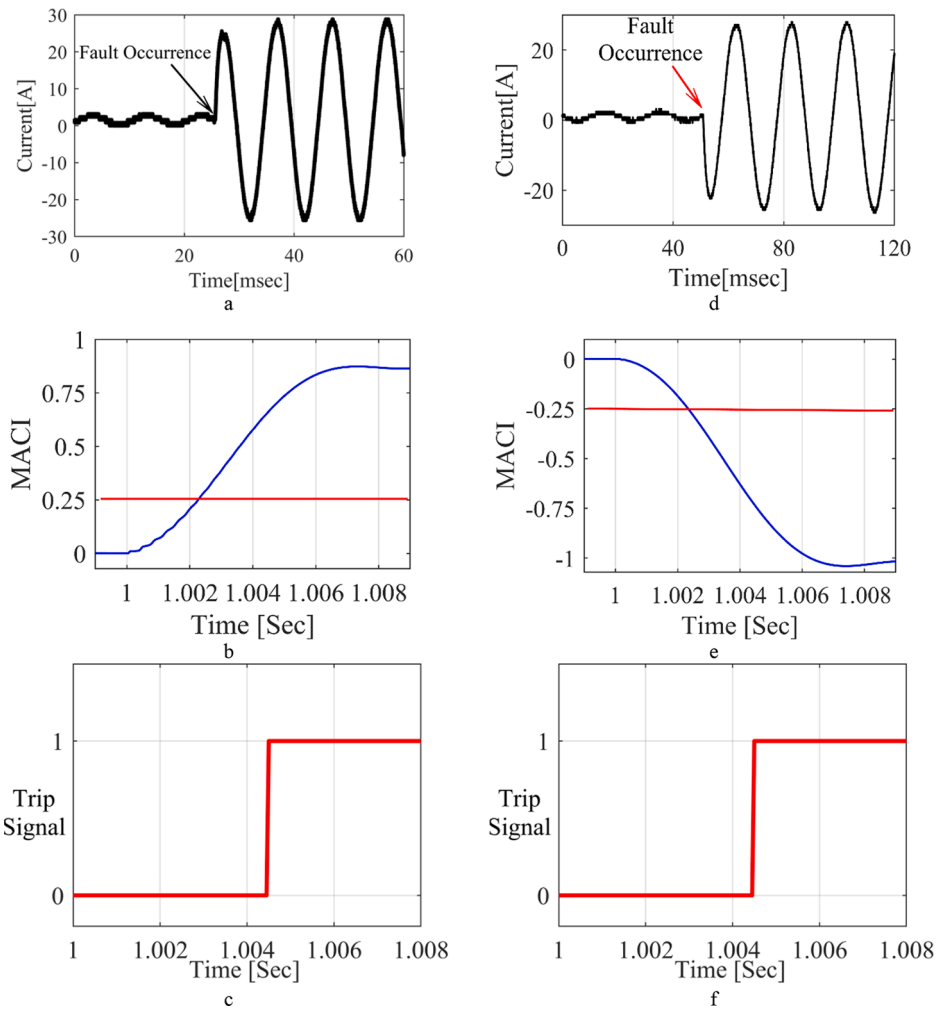 30
20
10
0
-10
-20
-30
Current[A]
Fault Occurrence
0
20
40
60
Time[msec]
a
20
0
-20
Current[A]
Fault
Occurrence
0
40
80
120
Time[msec]
d
1
0.75
0.5
0.25
0
MACI
1
1.002
1.004
1.006
1.008
Time [Sec]
b
0
-0.25
-0.5
-0.75
-1
MACI
1
1.002
1.004
1.006
1.008
Time [Sec]
e
1
Trip
Signal
0
1
1.002
1.004
1.006
1.008
Time [Sec]
c
1
Trip
Signal
0
1
1.002
1.004
1.006
1.008
Time [Sec]
f